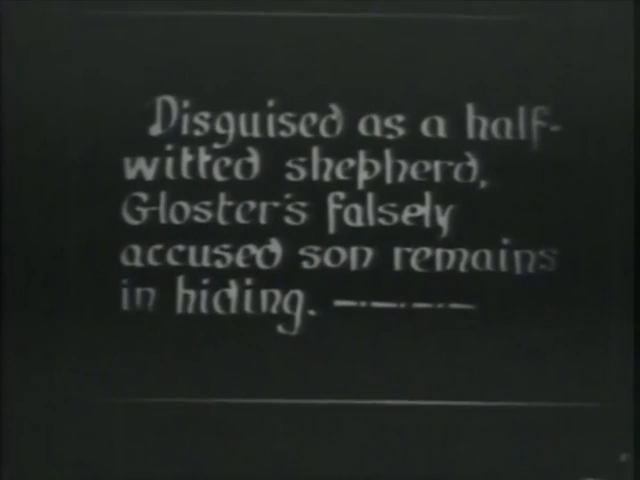 Disguised as a half-
witted shepherd,
Gloster's falsely
accused son remains
in hiding. —·—·—·—